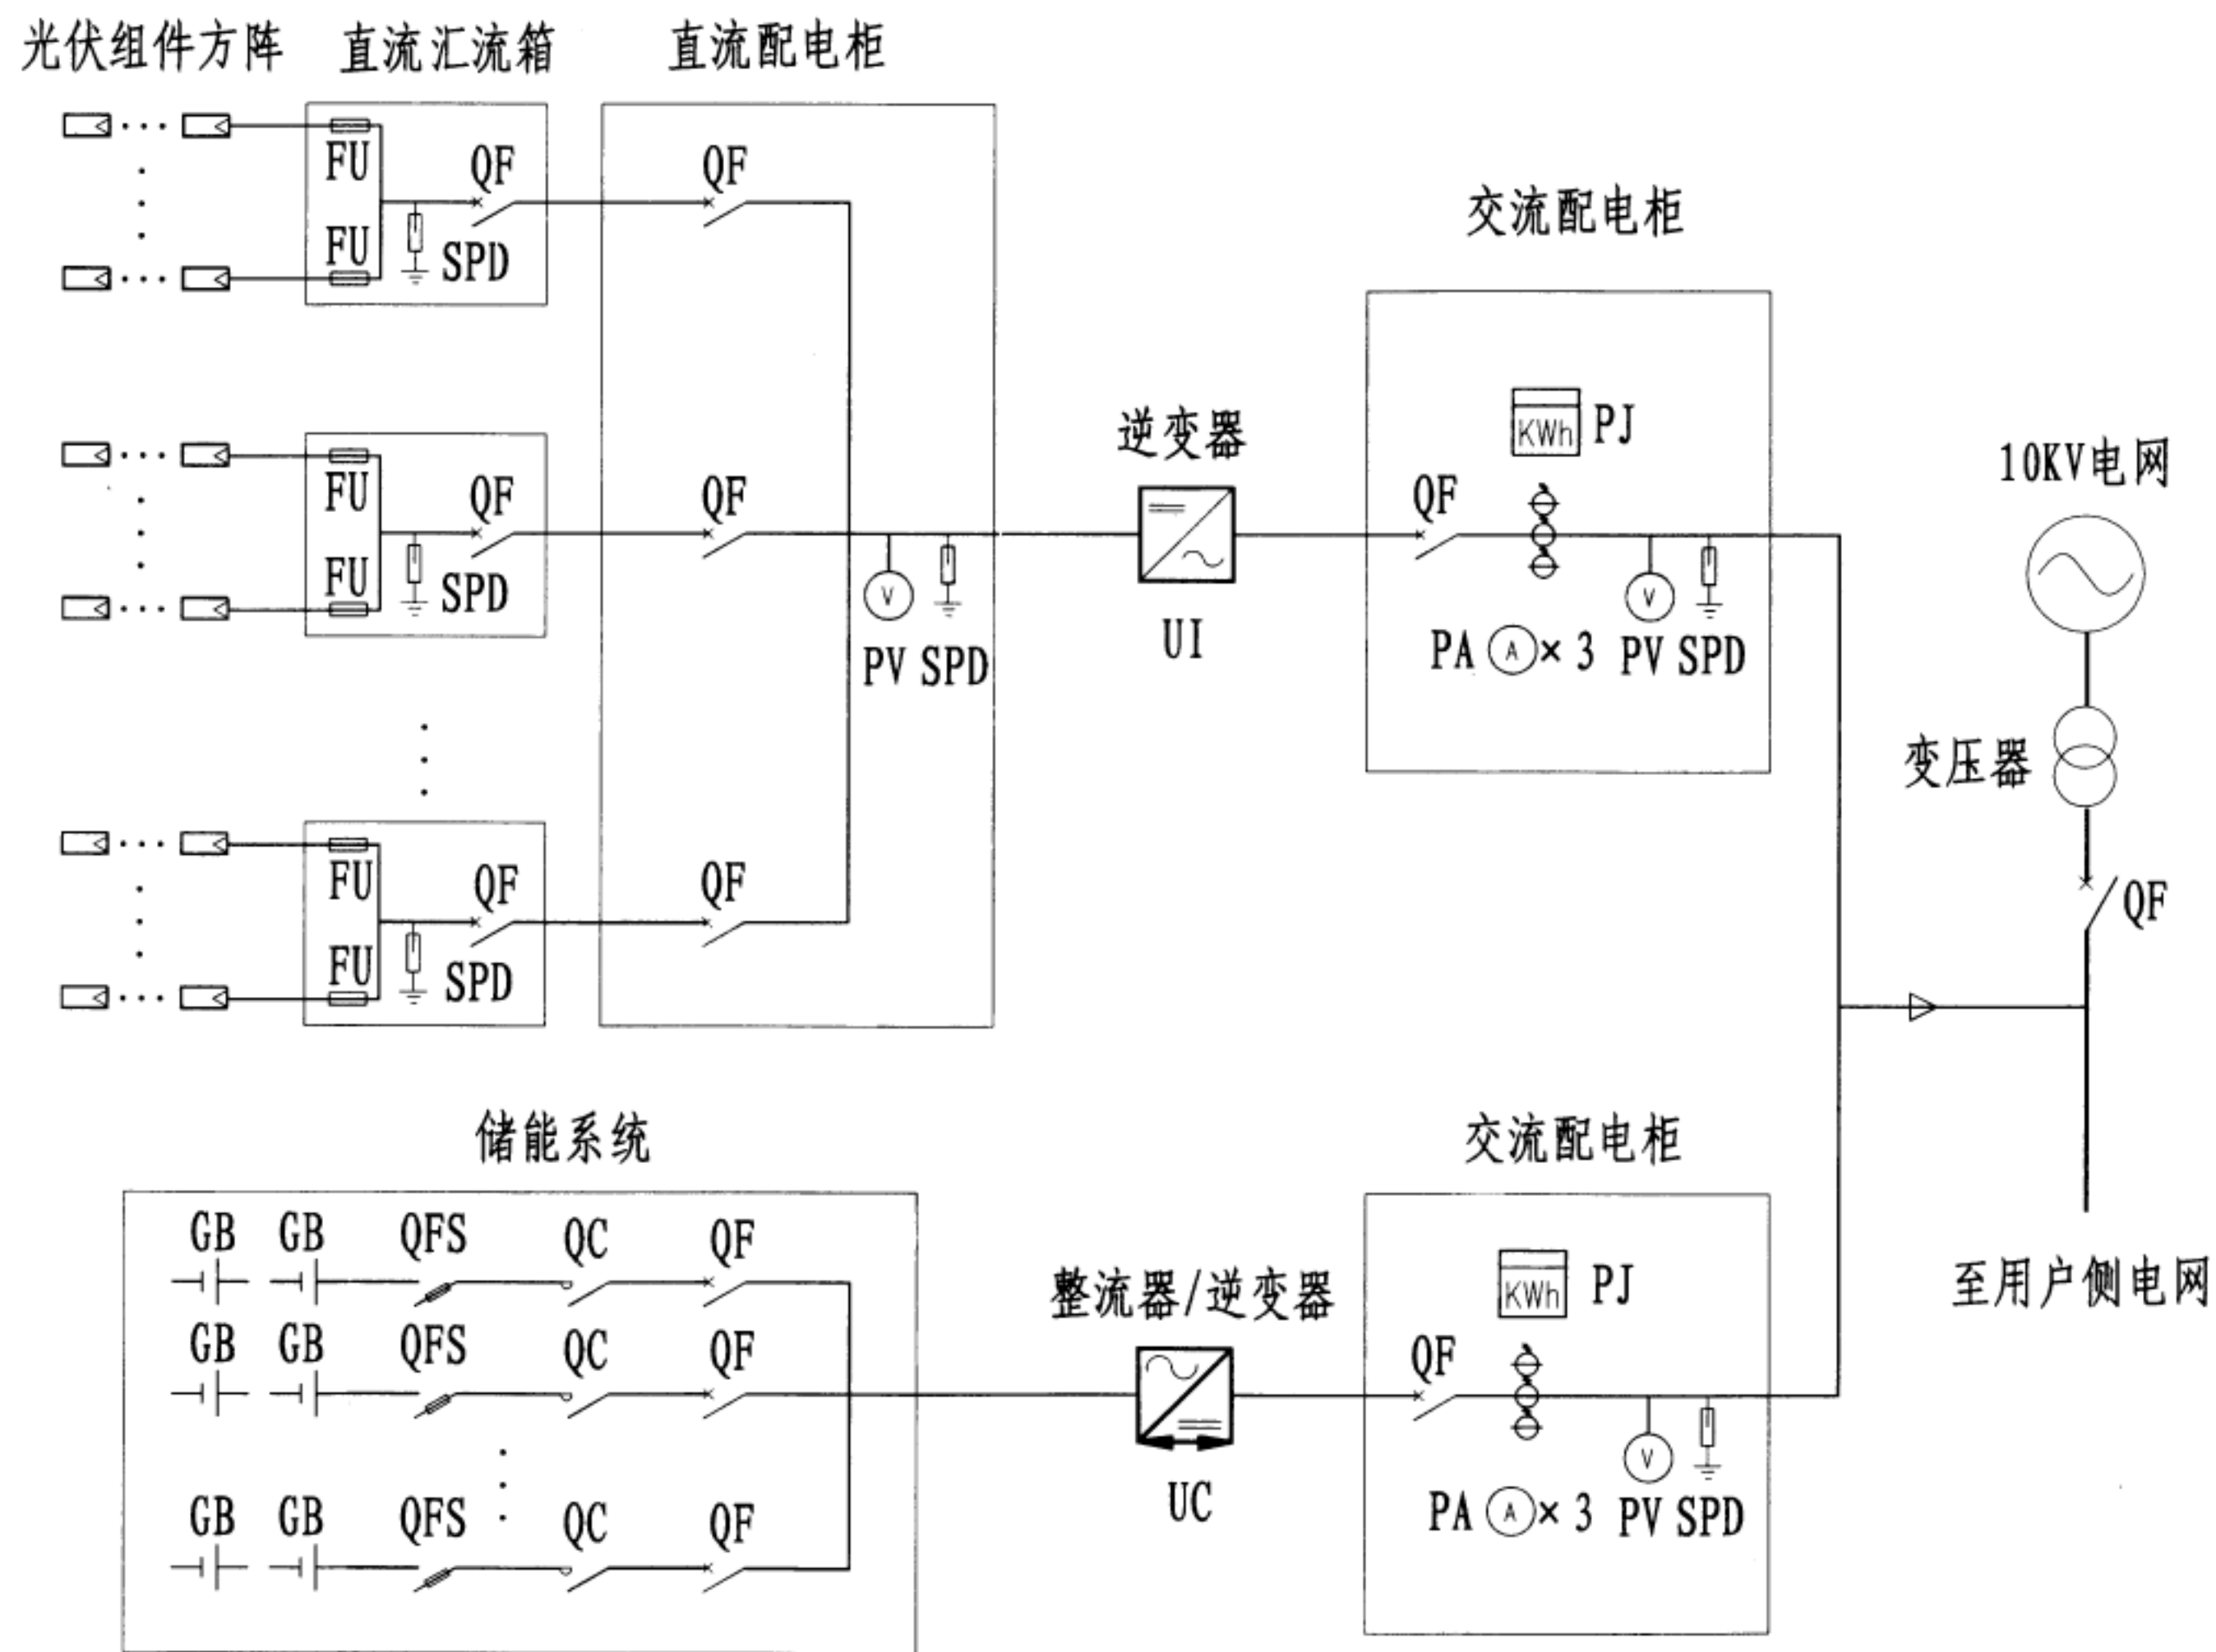 光伏组件方阵 直流汇流箱 直流配电柜
FU QF QF
FU SPD
交流配电柜
KWh PJ
逆变器
10KV电网
FU QF QF QF
FU SPD V V
UI PA A × 3 PV SPD
PV SPD
变压器
FU QF QF QF
FU SPD
储能系统 交流配电柜
GB GB QFS QC QF
整流器/逆变器 KWh PJ 至用户侧电网
GB GB QFS QC QF QF
V
UC PA A × 3 PV SPD
GB GB QFS QC QF